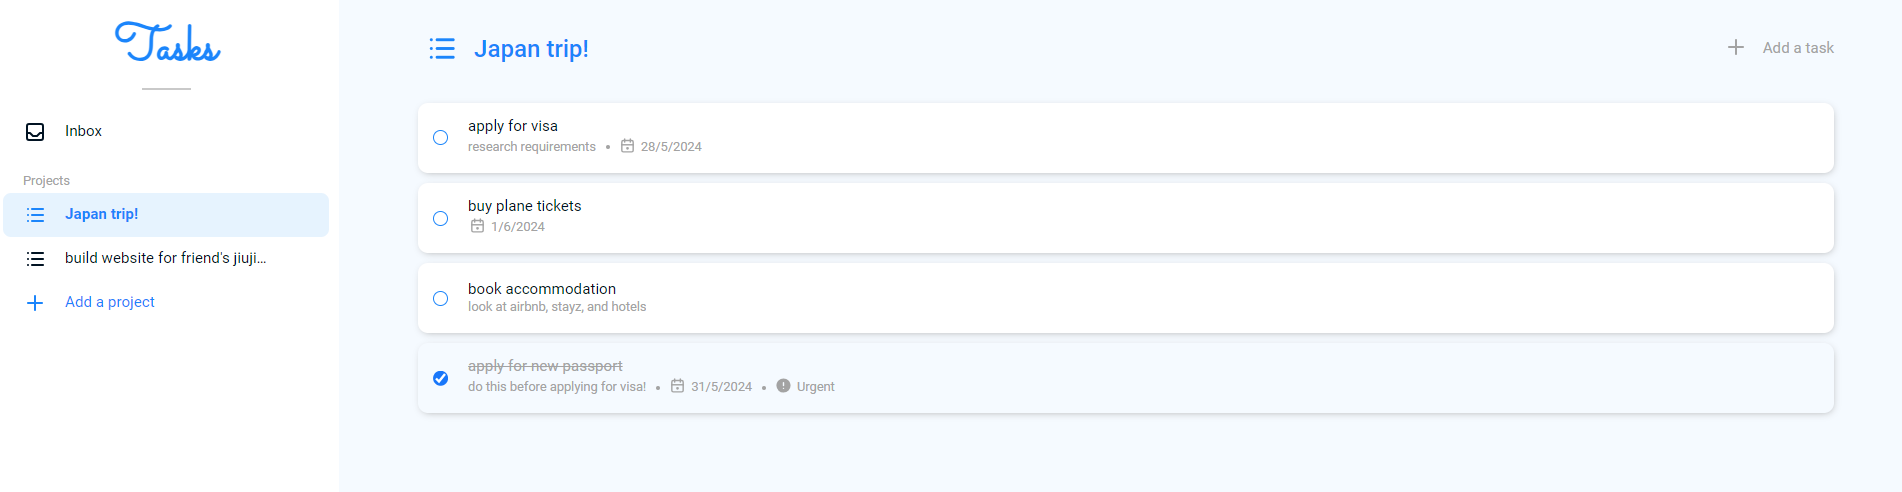 Tasks
Inbox
Projects
Japan trip!
build website for friend's jiuji...
Add a project
Japan trip!
Add a task
apply for visa
research requirements • 28/5/2024
buy plane tickets
1/6/2024
book accommodation
look at airbnb, stayz, and hotels
apply for new passport
do this before applying for visa! • 31/5/2024 • Urgent